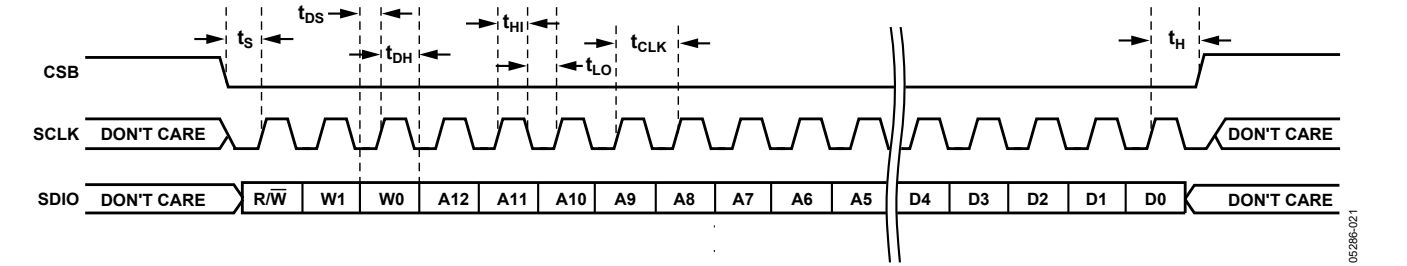 tDS
tHI
tS
tDH
tLO
tCLK
tH
CSB
SCLK DON'T CARE DON'T CARE
SDIO DON'T CARE R/W̅ W1 W0 A12 A11 A10 A9 A8 A7 A6 A5 D4 D3 D2 D1 D0 DON'T CARE
05286-021